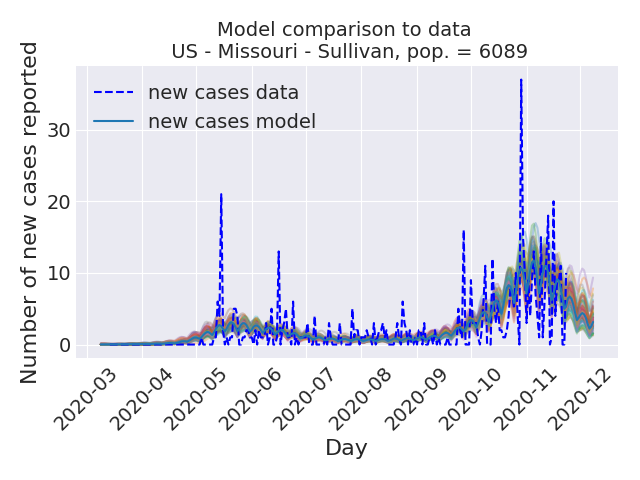 Model comparison to data
US - Missouri - Sullivan, pop. = 6089
Number of new cases reported
new cases data
new cases model
30
20
10
0
2020-03
2020-04
2020-05
2020-06
2020-07
2020-08
2020-09
2020-10
2020-11
2020-12
Day